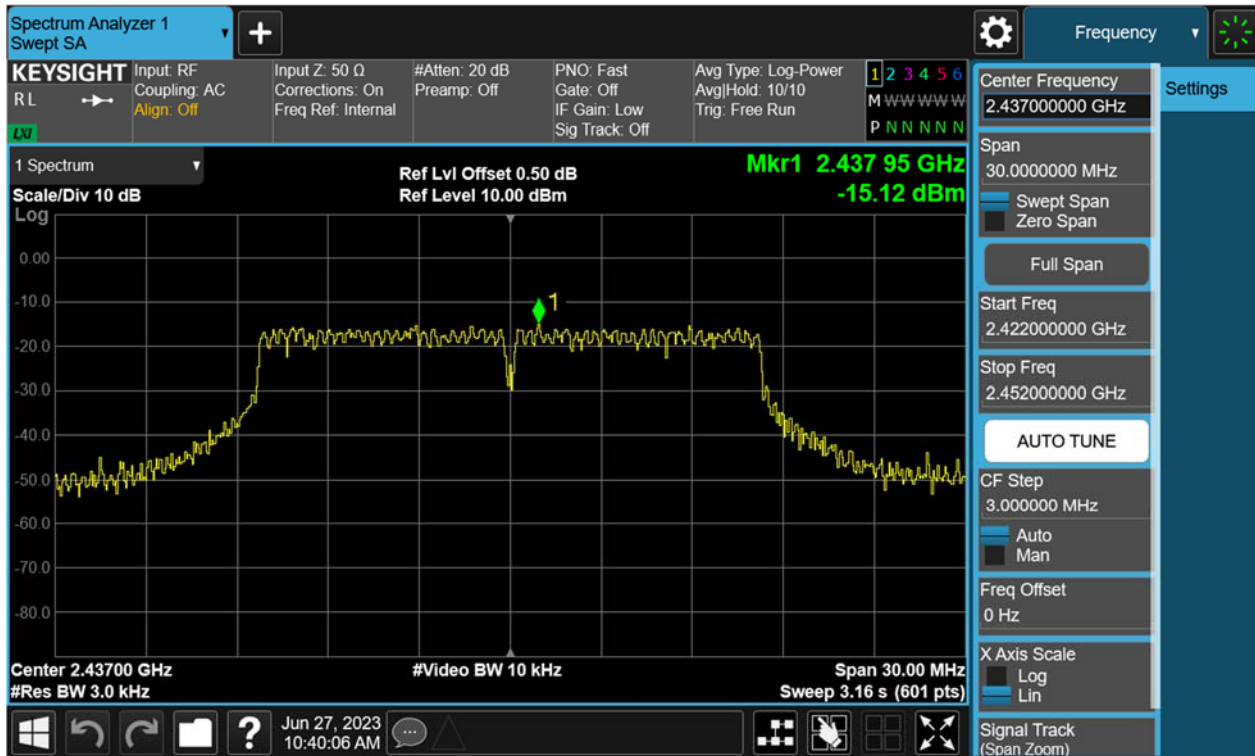 Spectrum Analyzer 1
Swept SA
+
Frequency
KEYSIGHT
RL
LXI
Input: RF
Coupling: AC
Align: Off
Input Z: 50 Ω
Corrections: On
Freq Ref: Internal
#Atten: 20 dB
Preamp: Off
PNO: Fast
Gate: Off
IF Gain: Low
Sig Track: Off
Avg Type: Log-Power
Avg|Hold: 10/10
Trig: Free Run
1 2 3 4 5 6
M W W W W W
P N N N N N
1 Spectrum
Scale/Div 10 dB
Log
Ref Lvl Offset 0.50 dB
Ref Level 10.00 dBm
Mkr1 2.437 95 GHz
-15.12 dBm
1
0.00
-10.0
-20.0
-30.0
-40.0
-50.0
-60.0
-70.0
-80.0
Center 2.43700 GHz
#Res BW 3.0 kHz
#Video BW 10 kHz
Span 30.00 MHz
Sweep 3.16 s (601 pts)
Jun 27, 2023
10:40:06 AM
?
Center Frequency
2.437000000 GHz
Span
30.0000000 MHz
Swept Span
Zero Span
Full Span
Start Freq
2.422000000 GHz
Stop Freq
2.452000000 GHz
AUTO TUNE
CF Step
3.000000 MHz
Auto
Man
Freq Offset
0 Hz
X Axis Scale
Log
Lin
Signal Track
(Span Zoom)
Settings